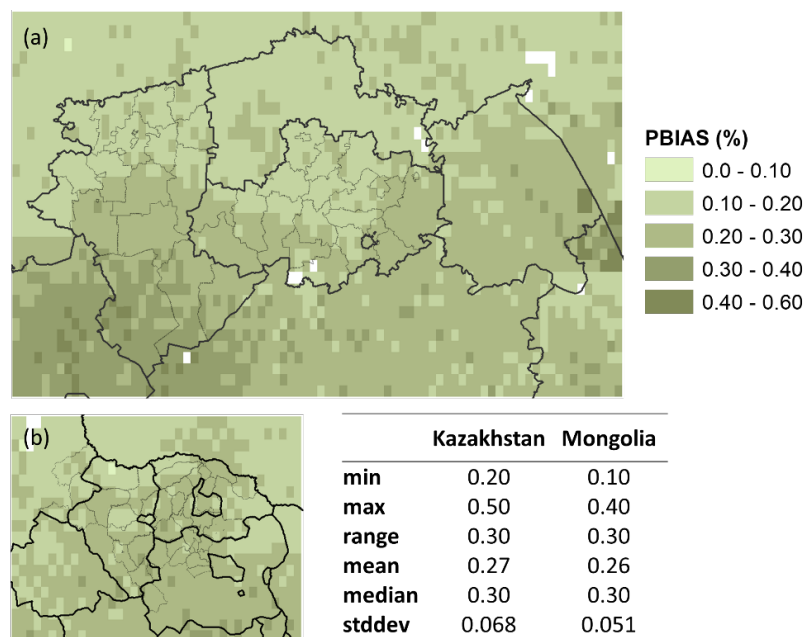 (a)
PBIAS (%)
0.0 - 0.10
0.10 - 0.20
0.20 - 0.30
0.30 - 0.40
0.40 - 0.60
(b)
Kazakhstan Mongolia
min 0.20 0.10
max 0.50 0.40
range 0.30 0.30
mean 0.27 0.26
median 0.30 0.30
stddev 0.068 0.051